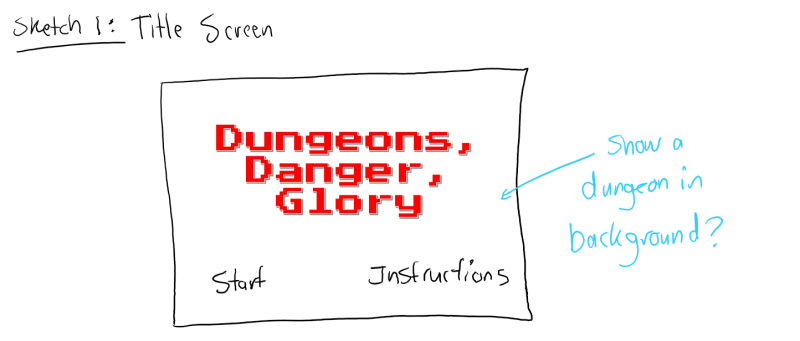 Sketch 1: Title Screen
Dungeons,
Danger,
Glory
Start
Instructions
Show a
dungeon in
background?